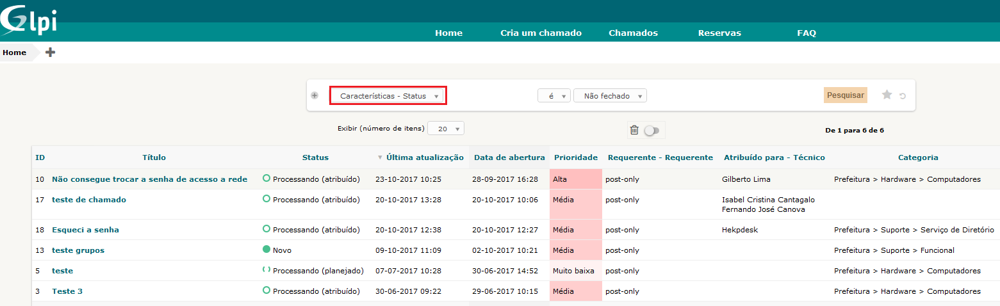 Glpi
Home Cria um chamado Chamados Reservas FAQ
Home
Características - Status é Não fechado Pesquisar
Exibir (número de itens) 20 De 1 para 6 de 6
ID Título Status Última atualização Data de abertura Prioridade Requerente - Requerente Atribuído para - Técnico Categoria
10 Não consegue trocar a senha de acesso a rede Processando (atribuído) 23-10-2017 10:25 28-09-2017 16:28 Alta post-only Gilberto Lima Prefeitura > Hardware > Computadores
17 teste de chamado Processando (atribuído) 20-10-2017 13:28 20-10-2017 10:06 Média post-only Isabel Cristina Cantagalo
Fernando José Canova
18 Esqueci a senha Processando (atribuído) 20-10-2017 12:38 20-10-2017 12:27 Média post-only Hekpdesk Prefeitura > Suporte > Serviço de Diretório
13 teste grupos Novo 09-10-2017 11:09 02-10-2017 10:21 Média post-only Prefeitura > Suporte > Funcional
5 teste Processando (planejado) 07-07-2017 10:28 30-06-2017 14:52 Muito baixa post-only Prefeitura > Hardware > Computadores
3 Teste 3 Processando (atribuído) 30-06-2017 09:22 29-06-2017 10:15 Média post-only Prefeitura > Hardware > Computadores